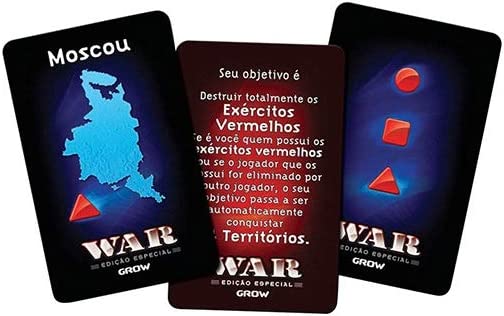 Moscou
WAR
EDIÇÃO ESPECIAL
GROW
Seu objetivo é
Destruir totalmente os
Exércitos
Vermelhos
e é você quem possui os
exércitos vermelhos
ou se o jogador que os
possui for eliminado por
outro jogador, o seu
objetivo passa a ser
automaticamente
conquistar
Territórios.
WAR
EDIÇÃO ESPECIAL
GROW
WAR
EDIÇÃO ESPECIAL
GROW